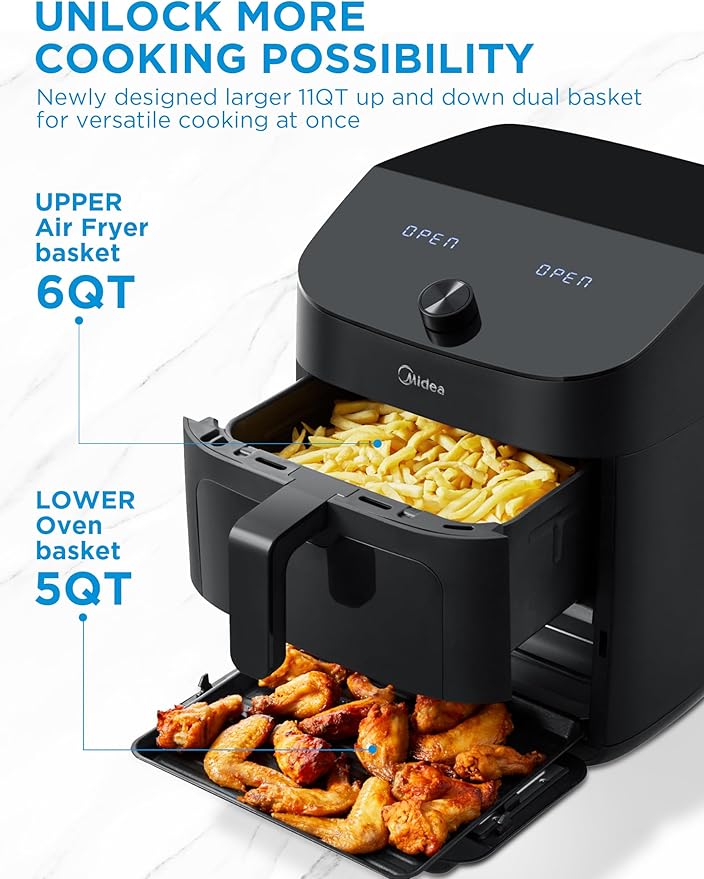 UNLOCK MORE
COOKING POSSIBILITY
Newly designed larger 11QT up and down dual basket
for versatile cooking at once
UPPER
Air Fryer
basket
6QT
OPEN
OPEN
Midea
LOWER
Oven
basket
5QT